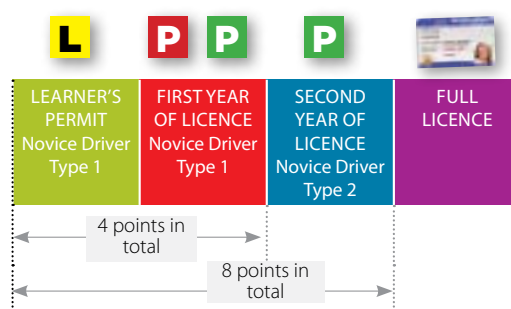 L
P P
P
LEARNER'S
PERMIT
Novice Driver
Type 1
FIRST YEAR
OF LICENCE
Novice Driver
Type 1
SECOND
YEAR OF
LICENCE
Novice Driver
Type 2
FULL
LICENCE
4 points in
total
8 points in
total